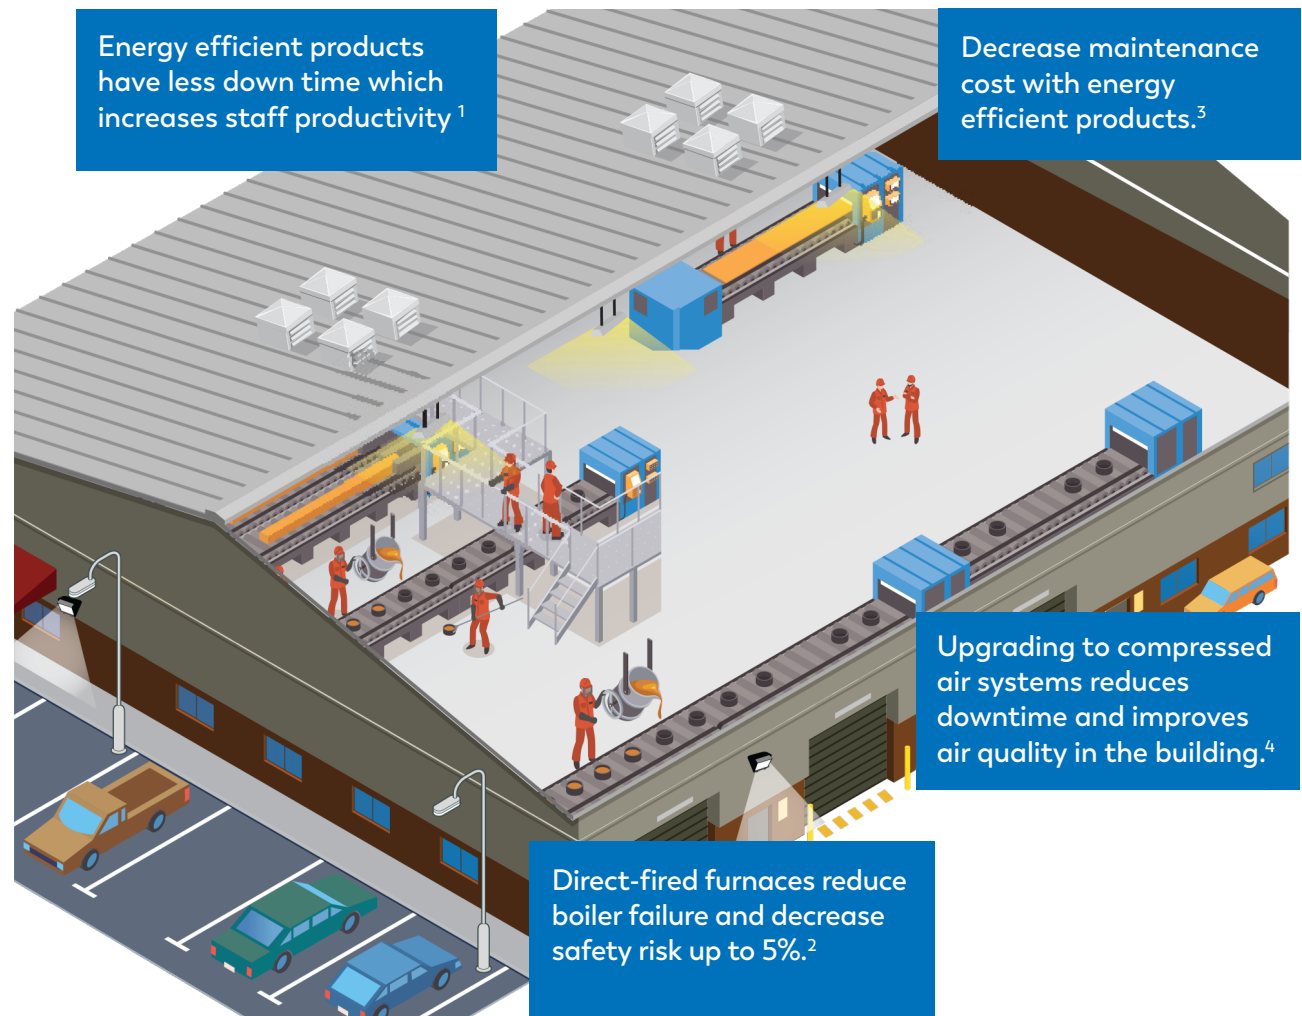 Energy efficient products
have less down time which
increases staff productivity ¹
Decrease maintenance
cost with energy
efficient products.³
Upgrading to compressed
air systems reduces
downtime and improves
air quality in the building.⁴
Direct-fired furnaces reduce
boiler failure and decrease
safety risk up to 5%.²